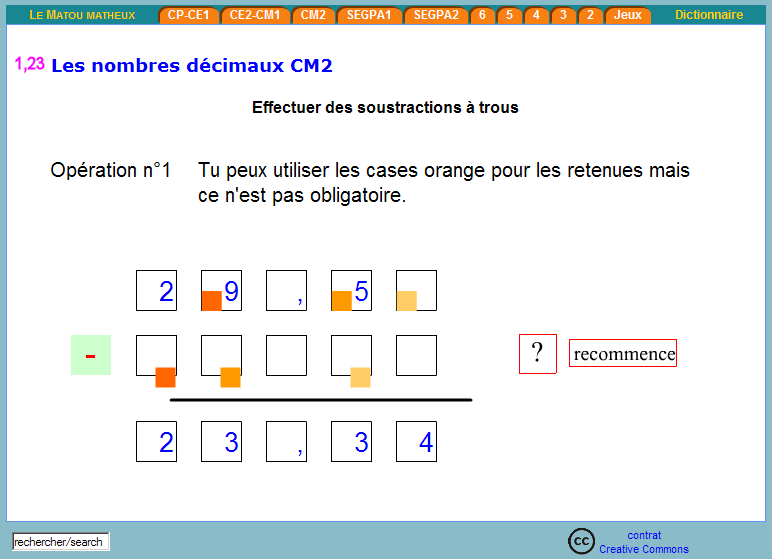 LE MATOU MATHEUX CP-CE1 CE2-CM1 CM2 SEGPA1 SEGPA2 6 5 4 3 2 Jeux Dictionnaire
1,23 Les nombres décimaux CM2
Effectuer des soustractions à trous
Opération n°1 Tu peux utiliser les cases orange pour les retenues mais
ce n'est pas obligatoire.
2 9 , 5
- ? recommence
2 3 , 3 4
rechercher/search cc contrat
Creative Commons